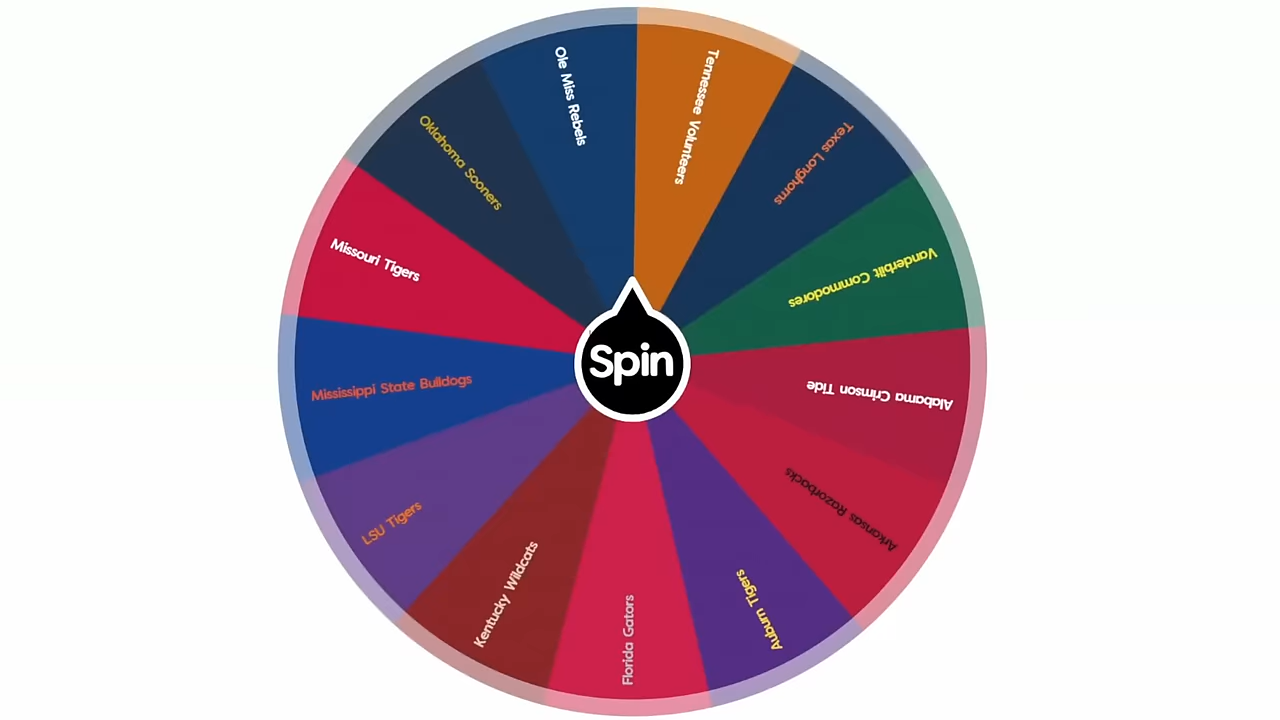 Ole Miss Rebels
Tennessee Volunteers
Texas Longhorns
Vanderbilt Commodores
Alabama Crimson Tide
Arkansas Razorbacks
Auburn Tigers
Florida Gators
Kentucky Wildcats
LSU Tigers
Mississippi State Bulldogs
Missouri Tigers
Oklahoma Sooners
Spin